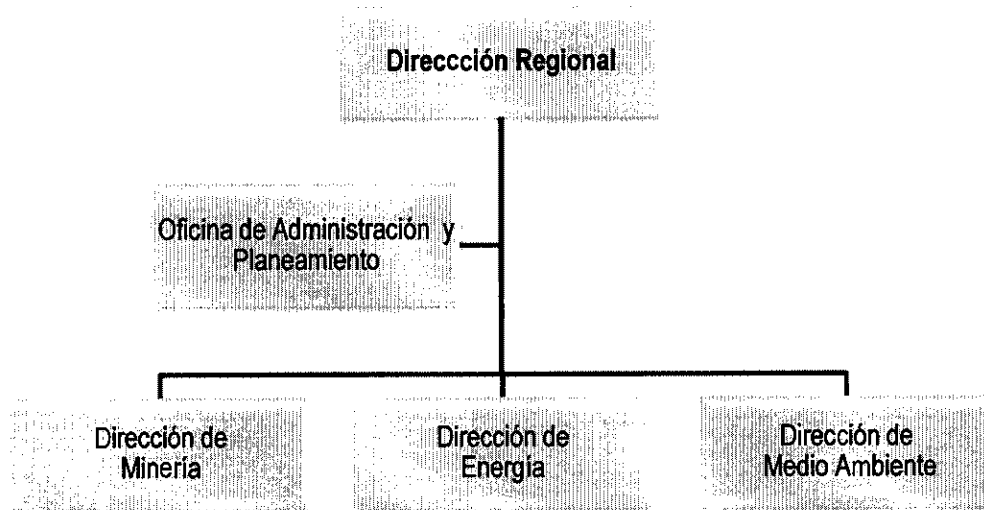 Direccción Regional
Oficina de Administración y
Planeamiento
Dirección de
Minería
Dirección de
Energía
Dirección de
Medio Ambiente